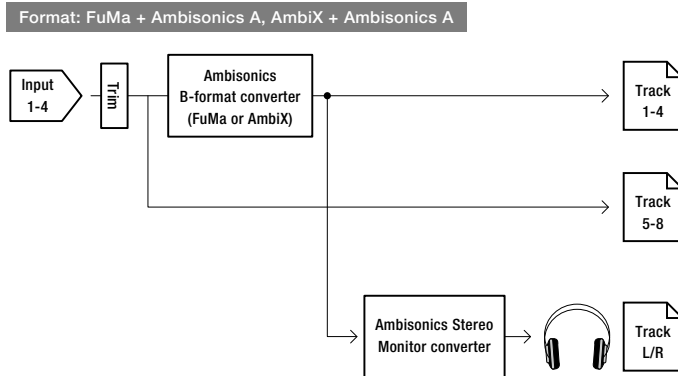 Format: FuMa + Ambisonics A, AmbiX + Ambisonics A
Input
1-4
Trim
Ambisonics
B-format converter
(FuMa or AmbiX)
Track
1-4
Track
5-8
Ambisonics Stereo
Monitor converter
Track
L/R